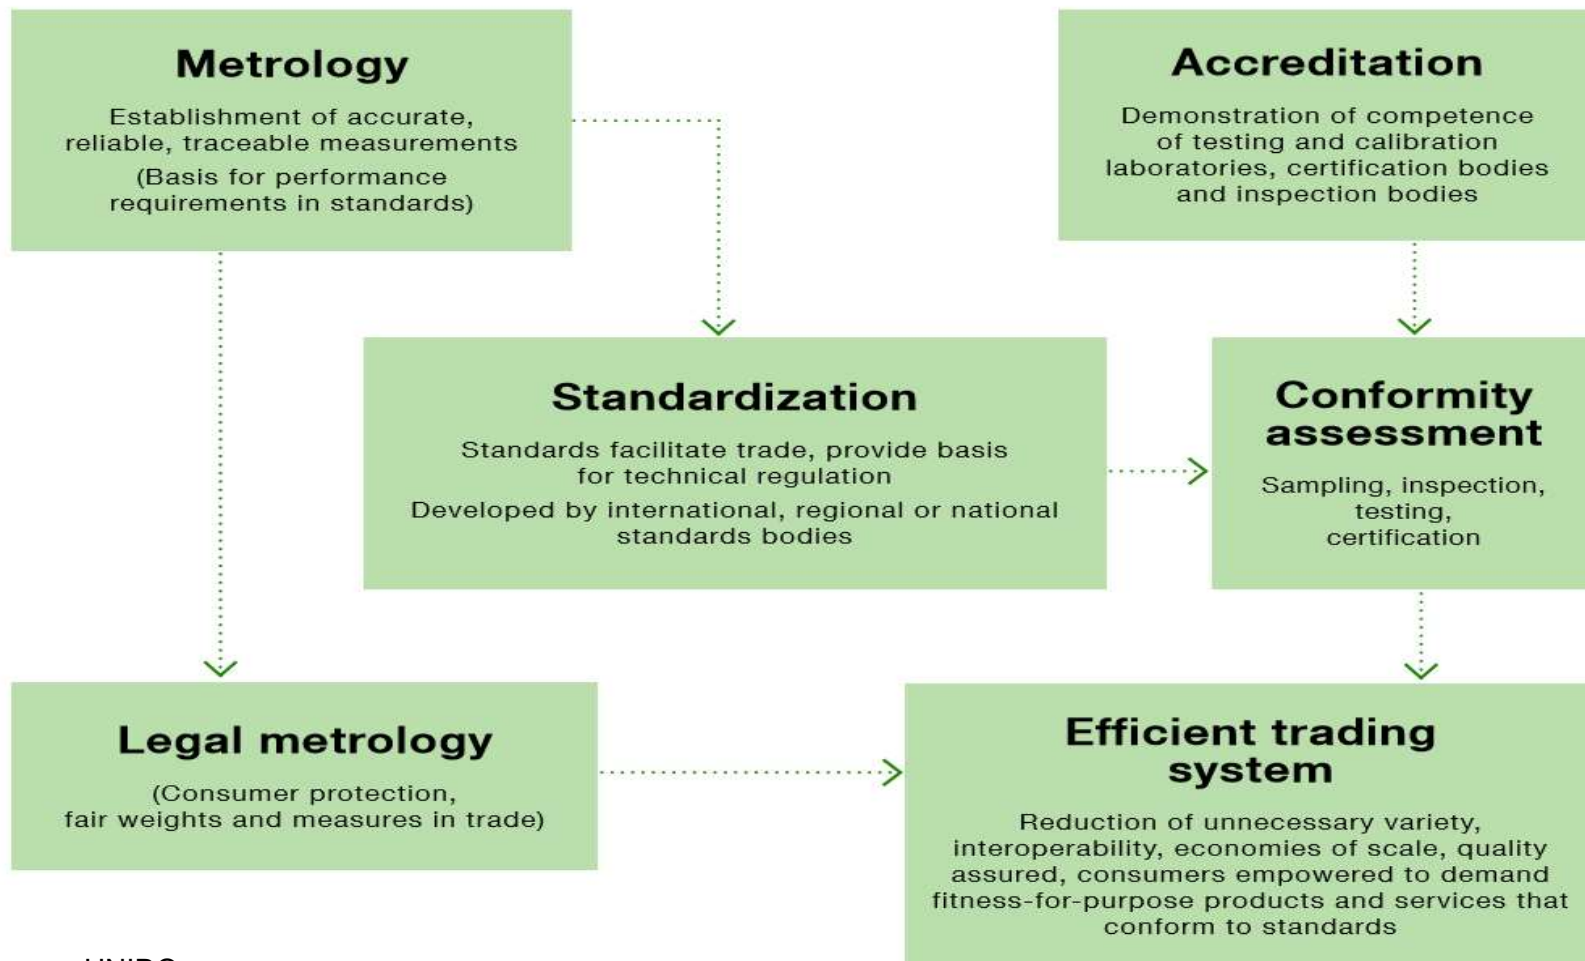 Metrology
Establishment of accurate,
reliable, traceable measurements
(Basis for performance
requirements in standards)
Accreditation
Demonstration of competence
of testing and calibration
laboratories, certification bodies
and inspection bodies
Standardization
Standards facilitate trade, provide basis
for technical regulation
Developed by international, regional or national
standards bodies
Conformity
assessment
Sampling, inspection,
testing,
certification
Legal metrology
(Consumer protection,
fair weights and measures in trade)
Efficient trading
system
Reduction of unnecessary variety,
interoperability, economies of scale, quality
assured, consumers empowered to demand
fitness-for-purpose products and services that
conform to standards